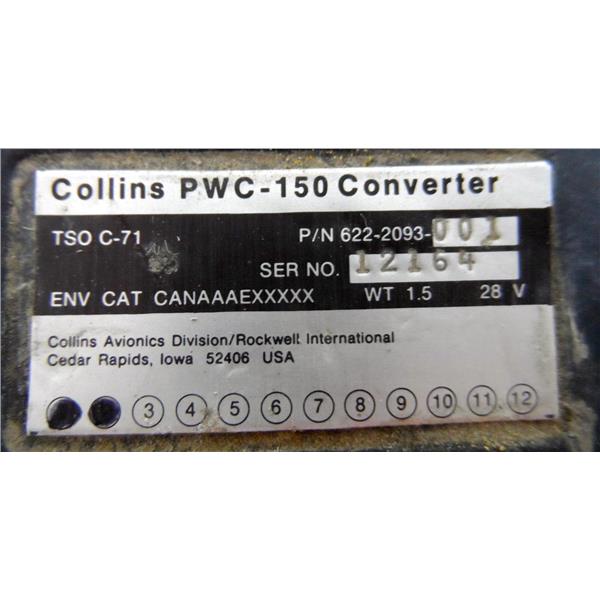 Collins PWC-150 Converter
TSO C-71 P/N 622-2093-001
SER NO. 12164
ENV CAT CANAAAEXXXXX WT 1.5 28 V
Collins Avionics Division/Rockwell International
Cedar Rapids, Iowa 52406 USA
3 4 5 6 7 8 9 10 11 12